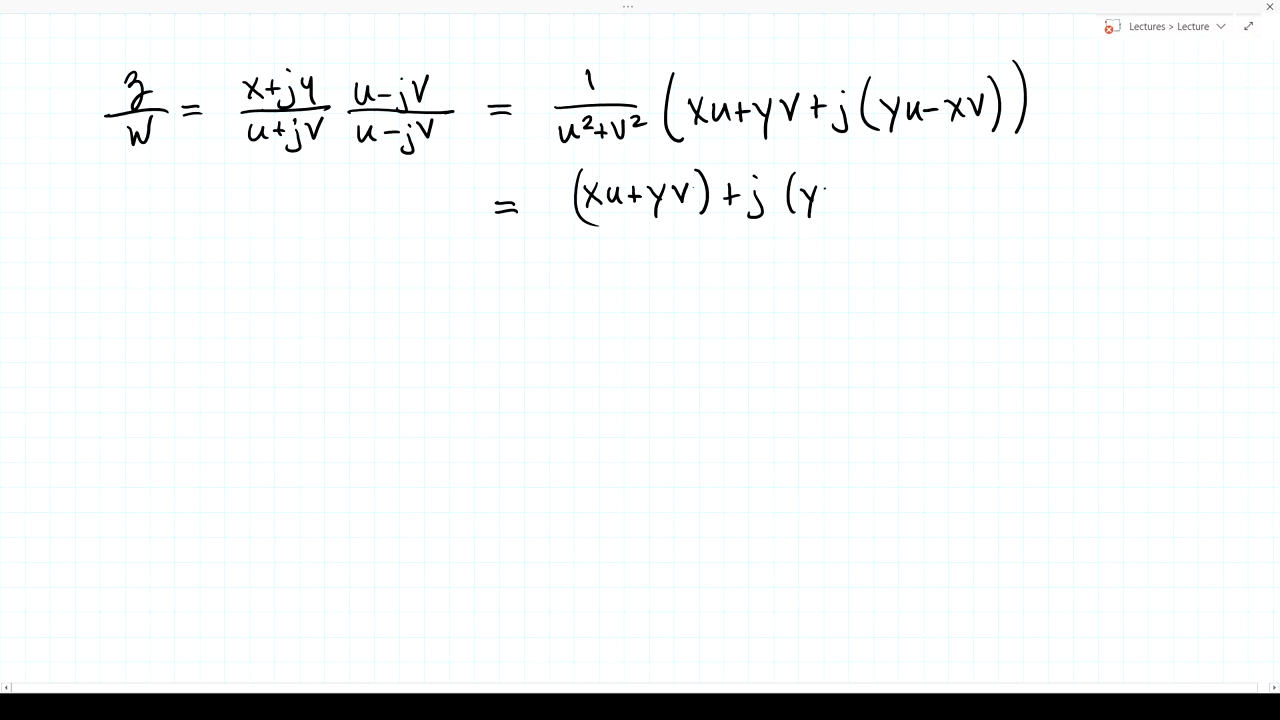 Lectures > Lecture
z/w = (x+jy)/(u+jv) (u-jv)/(u-jv) = 1/(u²+v²) (xu+yv+j(yu-xv))
= (xu+yv)+j (y